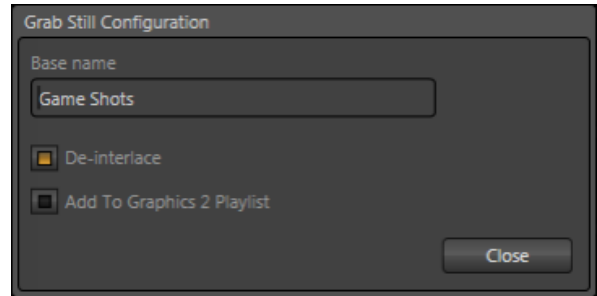 Grab Still Configuration
Base name
Game Shots
De-interlace
Add To Graphics 2 Playlist
Close